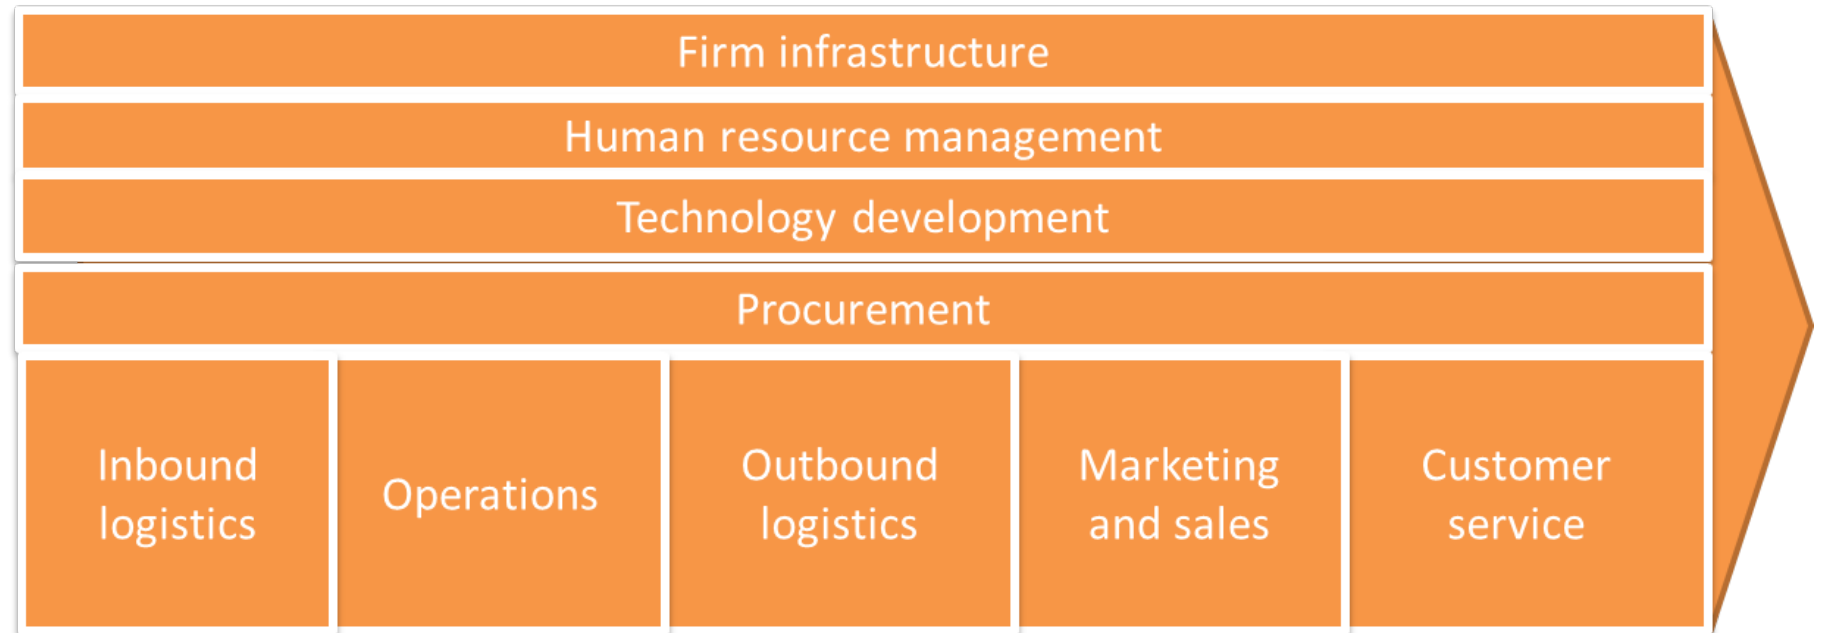 Firm infrastructure
Human resource management
Technology development
Procurement
Inbound
logistics
Operations
Outbound
logistics
Marketing
and sales
Customer
service